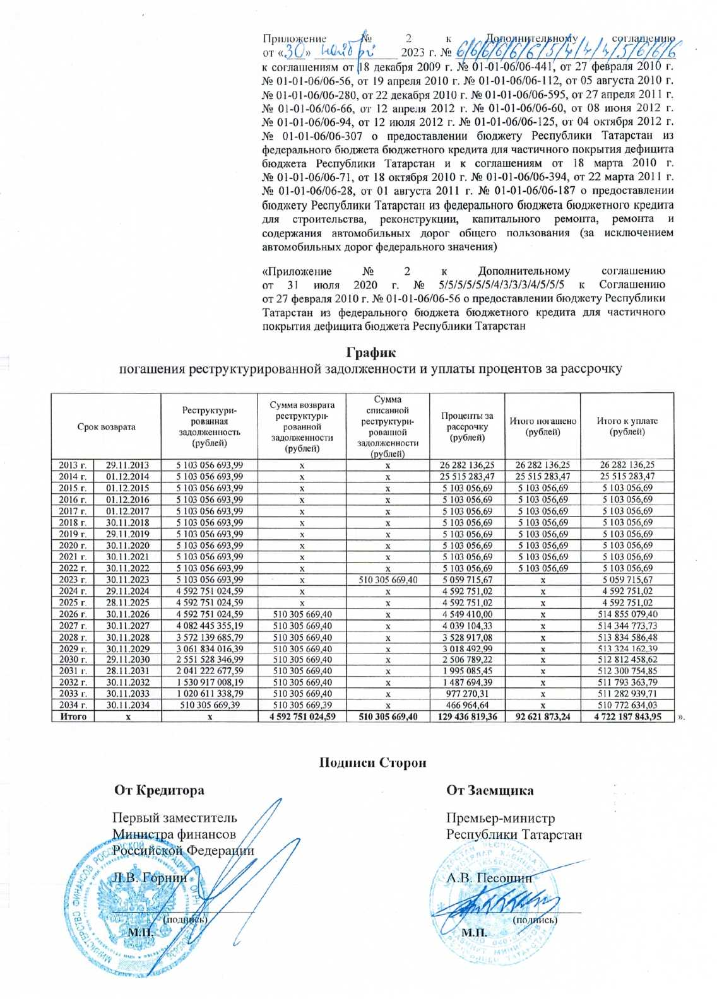 Приложение № 2 к Дополнительному соглашению
от «30» ноября 2023 г. № 6/6/6/6/6/6/5/4/4/4/5/6/6/6
к соглашениям от 18 декабря 2009 г. № 01-01-06/06-441, от 27 февраля 2010 г.
№ 01-01-06/06-56, от 19 апреля 2010 г. № 01-01-06/06-112, от 05 августа 2010 г.
№ 01-01-06/06-280, от 22 декабря 2010 г. № 01-01-06/06-595, от 27 апреля 2011 г.
№ 01-01-06/06-66, от 12 апреля 2012 г. № 01-01-06/06-60, от 08 июня 2012 г.
№ 01-01-06/06-94, от 12 июля 2012 г. № 01-01-06/06-125, от 04 октября 2012 г.
№ 01-01-06/06-307 о предоставлении бюджету Республики Татарстан из
федерального бюджета бюджетного кредита для частичного покрытия дефицита
бюджета Республики Татарстан и к соглашениям от 18 марта 2010 г.
№ 01-01-06/06-71, от 18 октября 2010 г. № 01-01-06/06-394, от 22 марта 2011 г.
№ 01-01-06/06-28, от 01 августа 2011 г. № 01-01-06/06-187 о предоставлении
бюджету Республики Татарстан из федерального бюджета бюджетного кредита
для строительства, реконструкции, капитального ремонта, ремонта и
содержания автомобильных дорог общего пользования (за исключением
автомобильных дорог федерального значения)
«Приложение № 2 к Дополнительному соглашению
от 31 июля 2020 г. № 5/5/5/5/5/5/4/3/3/3/4/5/5/5 к Соглашению
от 27 февраля 2010 г. № 01-01-06/06-56 о предоставлении бюджету Республики
Татарстан из федерального бюджета бюджетного кредита для частичного
покрытия дефицита бюджета Республики Татарстан
График
погашения реструктурированной задолженности и уплаты процентов за рассрочку
Срок возврата | Реструктури-рованная задолженность (рублей) | Сумма возврата реструктури-рованной задолженности (рублей) | Сумма списанной реструктури-рованной задолженности (рублей) | Проценты за рассрочку (рублей) | Итого погашено (рублей) | Итого к уплате (рублей)
2013 г. 29.11.2013 5 103 056 693,99 x x 26 282 136,25 26 282 136,25 26 282 136,25
2014 г. 01.12.2014 5 103 056 693,99 x x 25 515 283,47 25 515 283,47 25 515 283,47
2015 г. 01.12.2015 5 103 056 693,99 x x 5 103 056,69 5 103 056,69 5 103 056,69
2016 г. 01.12.2016 5 103 056 693,99 x x 5 103 056,69 5 103 056,69 5 103 056,69
2017 г. 01.12.2017 5 103 056 693,99 x x 5 103 056,69 5 103 056,69 5 103 056,69
2018 г. 30.11.2018 5 103 056 693,99 x x 5 103 056,69 5 103 056,69 5 103 056,69
2019 г. 29.11.2019 5 103 056 693,99 x x 5 103 056,69 5 103 056,69 5 103 056,69
2020 г. 30.11.2020 5 103 056 693,99 x x 5 103 056,69 5 103 056,69 5 103 056,69
2021 г. 30.11.2021 5 103 056 693,99 x x 5 103 056,69 5 103 056,69 5 103 056,69
2022 г. 30.11.2022 5 103 056 693,99 x x 5 103 056,69 5 103 056,69 5 103 056,69
2023 г. 30.11.2023 5 103 056 693,99 x 510 305 669,40 5 059 715,67 x 5 059 715,67
2024 г. 29.11.2024 4 592 751 024,59 x x 4 592 751,02 x 4 592 751,02
2025 г. 28.11.2025 4 592 751 024,59 x x 4 592 751,02 x 4 592 751,02
2026 г. 30.11.2026 4 592 751 024,59 510 305 669,40 x 4 549 410,00 x 514 855 079,40
2027 г. 30.11.2027 4 082 445 355,19 510 305 669,40 x 4 039 104,33 x 514 344 773,73
2028 г. 30.11.2028 3 572 139 685,79 510 305 669,40 x 3 528 917,08 x 513 834 586,48
2029 г. 30.11.2029 3 061 834 016,39 510 305 669,40 x 3 018 492,99 x 513 324 162,39
2030 г. 29.11.2030 2 551 528 346,99 510 305 669,40 x 2 506 789,22 x 512 812 458,62
2031 г. 28.11.2031 2 041 222 677,59 510 305 669,40 x 1 995 085,45 x 512 300 754,85
2032 г. 30.11.2032 1 530 917 008,19 510 305 669,40 x 1 487 694,39 x 511 793 363,79
2033 г. 30.11.2033 1 020 611 338,79 510 305 669,40 x 977 270,31 x 511 282 939,71
2034 г. 30.11.2034 510 305 669,39 510 305 669,39 x 466 964,64 x 510 772 634,03
Итого x x 4 592 751 024,59 510 305 669,40 129 436 819,36 92 621 873,24 4 722 187 843,95 ».
Подписи Сторон
От Кредитора От Заемщика
Первый заместитель Премьер-министр
Министра финансов Республики Татарстан
Российской Федерации
Л.В. Горнин А.В. Песошин
(подпись) (подпись)
М.П. М.П.
МИНИСТЕРСТВО ФИНАНСОВ РОССИЙСКОЙ ФЕДЕРАЦИИ * ОГРН